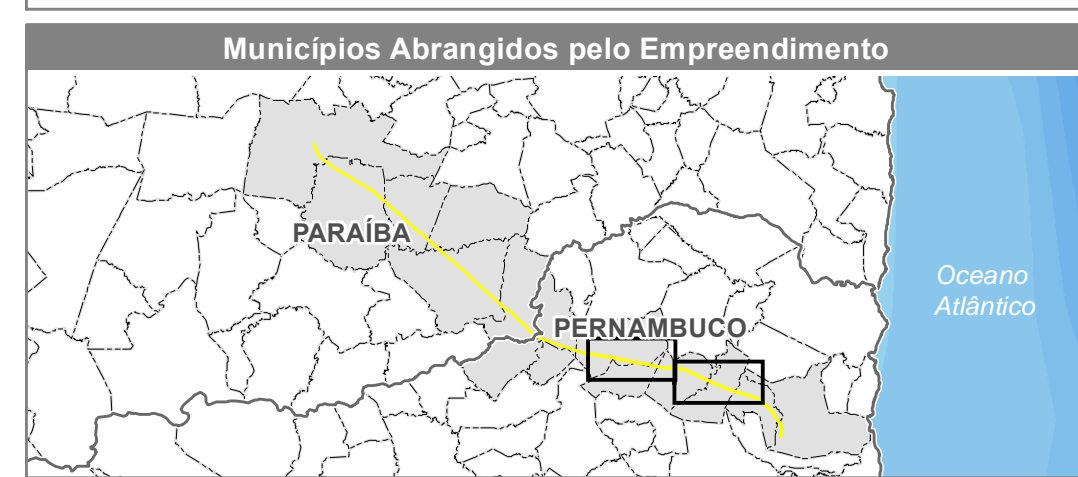 Municípios Abrangidos pelo Empreendimento
PARAÍBA
Oceano
Atlântico
PERNAMBUCO